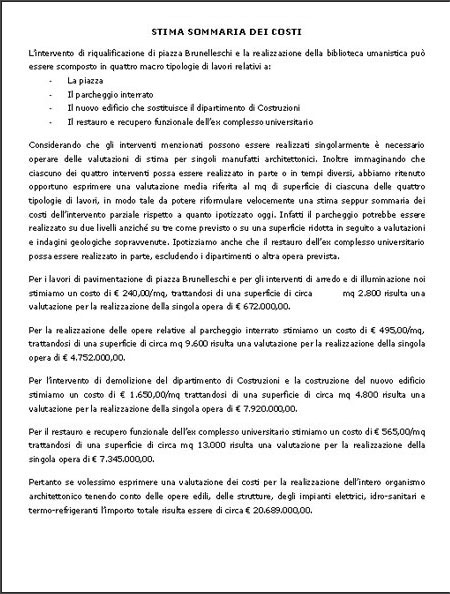 STIMA SOMMARIA DEI COSTI
L'intervento di riqualificazione di piazza Brunelleschi e la realizzazione della biblioteca umanistica può
essere scomposto in quattro macro tipologie di lavori relativi a:
- La piazza
- Il parcheggio interrato
- Il nuovo edificio che sostituisce il dipartimento di Costruzioni
- Il restauro e recupero funzionale dell'ex complesso universitario
Considerando che gli interventi menzionati possono essere realizzati singolarmente è necessario
operare delle valutazioni di stima per singoli manufatti architettonici. Inoltre immaginando che
ciascuno dei quattro interventi possa essere realizzato in parte o in tempi diversi, abbiamo ritenuto
opportuno esprimere una valutazione media riferita al mq di superficie di ciascuna delle quattro
tipologie di lavori, in modo tale da potere riformulare velocemente una stima seppur sommaria dei
costi dell'intervento parziale rispetto a quanto ipotizzato oggi. Infatti il parcheggio potrebbe essere
realizzato su due livelli anziché su tre come previsto o su una superficie ridotta in seguito a valutazioni
e indagini geologiche sopravvenute. Ipotizziamo anche che il restauro dell'ex complesso universitario
possa essere realizzato in parte, escludendo i dipartimenti o altra opera prevista.
Per i lavori di pavimentazione di piazza Brunelleschi e per gli interventi di arredo e di illuminazione noi
stimiamo un costo di € 240,00/mq, trattandosi di una superficie di circa mq 2.800 risulta una
valutazione per la realizzazione della singola opera di € 672.000,00.
Per la realizzazione delle opere relative al parcheggio interrato stimiamo un costo di € 495,00/mq,
trattandosi di una superficie di circa mq 9.600 risulta una valutazione per la realizzazione della singola
opera di € 4.752.000,00.
Per l'intervento di demolizione del dipartimento di Costruzioni e la costruzione del nuovo edificio
stimiamo un costo di € 1.650,00/mq trattandosi di una superficie di circa mq 4.800 risulta una
valutazione per la realizzazione della singola opera di € 7.920.000,00.
Per il restauro e recupero funzionale dell'ex complesso universitario stimiamo un costo di € 565,00/mq
trattandosi di una superficie di circa mq 13.000 risulta una valutazione per la realizzazione della
singola opera di € 7.345.000,00.
Pertanto se volessimo esprimere una valutazione dei costi per la realizzazione dell'intero organismo
architettonico tenendo conto delle opere edili, delle strutture, degli impianti elettrici, idro-sanitari e
termo-refrigeranti l'importo totale risulta essere di circa € 20.689.000,00.